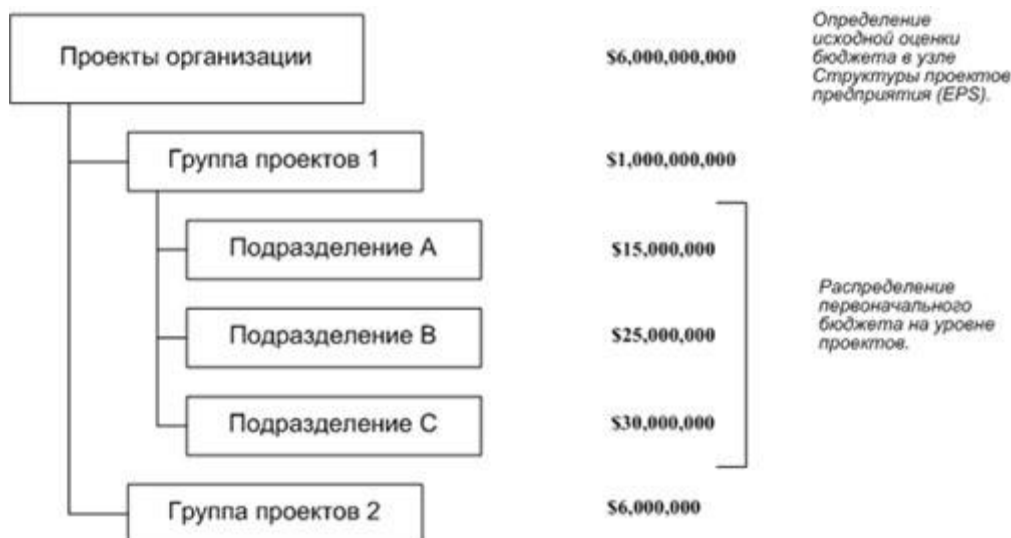 Проекты организации
$6,000,000,000
Определение
исходной оценки
бюджета в узле
Структуры проектов
предприятия (EPS).
Группа проектов 1
$1,000,000,000
Подразделение А
$15,000,000
Подразделение В
$25,000,000
Распределение
первоначального
бюджета на уровне
проектов.
Подразделение С
$30,000,000
Группа проектов 2
$6,000,000